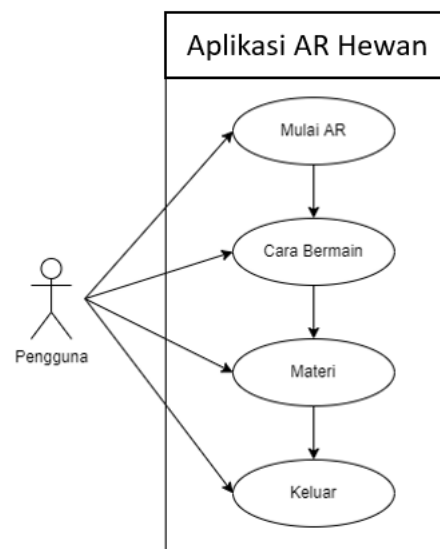 Aplikasi AR Hewan
Mulai AR
Cara Bermain
Pengguna
Materi
Keluar